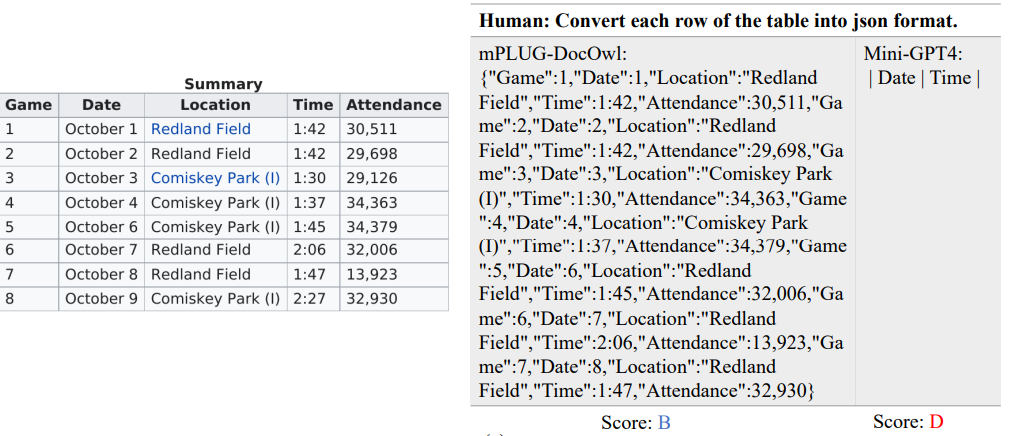 Summary
Game Date Location Time Attendance
1 October 1 Redland Field 1:42 30,511
2 October 2 Redland Field 1:42 29,698
3 October 3 Comiskey Park (I) 1:30 29,126
4 October 4 Comiskey Park (I) 1:37 34,363
5 October 6 Comiskey Park (I) 1:45 34,379
6 October 7 Redland Field 2:06 32,006
7 October 8 Redland Field 1:47 13,923
8 October 9 Comiskey Park (I) 2:27 32,930
Human: Convert each row of the table into json format.
mPLUG-DocOwl:
{"Game":1,"Date":1,"Location":"Redland
Field","Time":1:42,"Attendance":30,511,"Ga
me":2,"Date":2,"Location":"Redland
Field","Time":1:42,"Attendance":29,698,"Ga
me":3,"Date":3,"Location":"Comiskey Park
(I)","Time":1:30,"Attendance":34,363,"Game
":4,"Date":4,"Location":"Comiskey Park
(I)","Time":1:37,"Attendance":34,379,"Game
":5,"Date":6,"Location":"Redland
Field","Time":1:45,"Attendance":32,006,"Ga
me":6,"Date":7,"Location":"Redland
Field","Time":2:06,"Attendance":13,923,"Ga
me":7,"Date":8,"Location":"Redland
Field","Time":1:47,"Attendance":32,930}
Score: B
Mini-GPT4:
| Date | Time |
Score: D